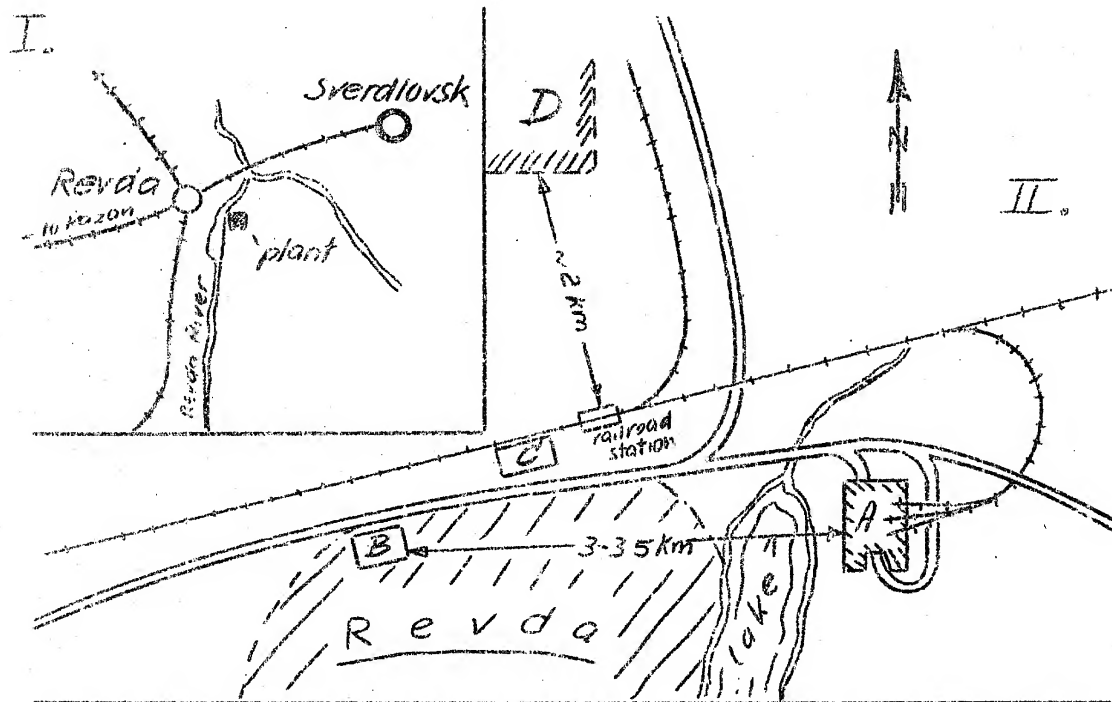 I.
Sverdlovsk
Revda
to Kazan
plant
Revda River
D
N
II.
~2 km
railroad
station
C
B
3-3.5 km
A
Revda
lake